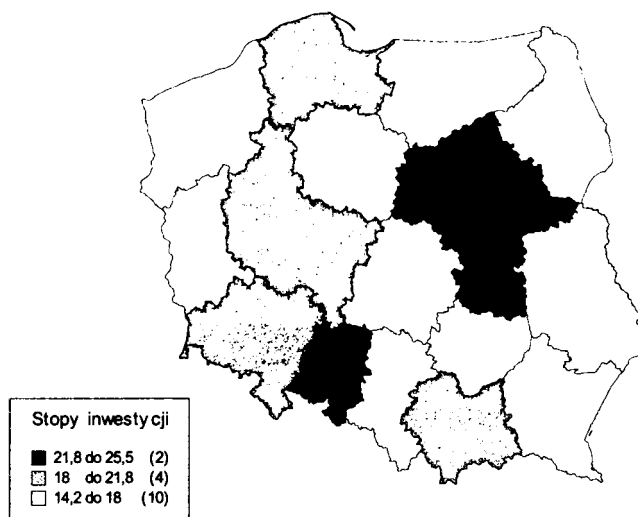 Stopy inwestycji
21,8 do 25,5 (2)
18 do 21,8 (4)
14,2 do 18 (10)